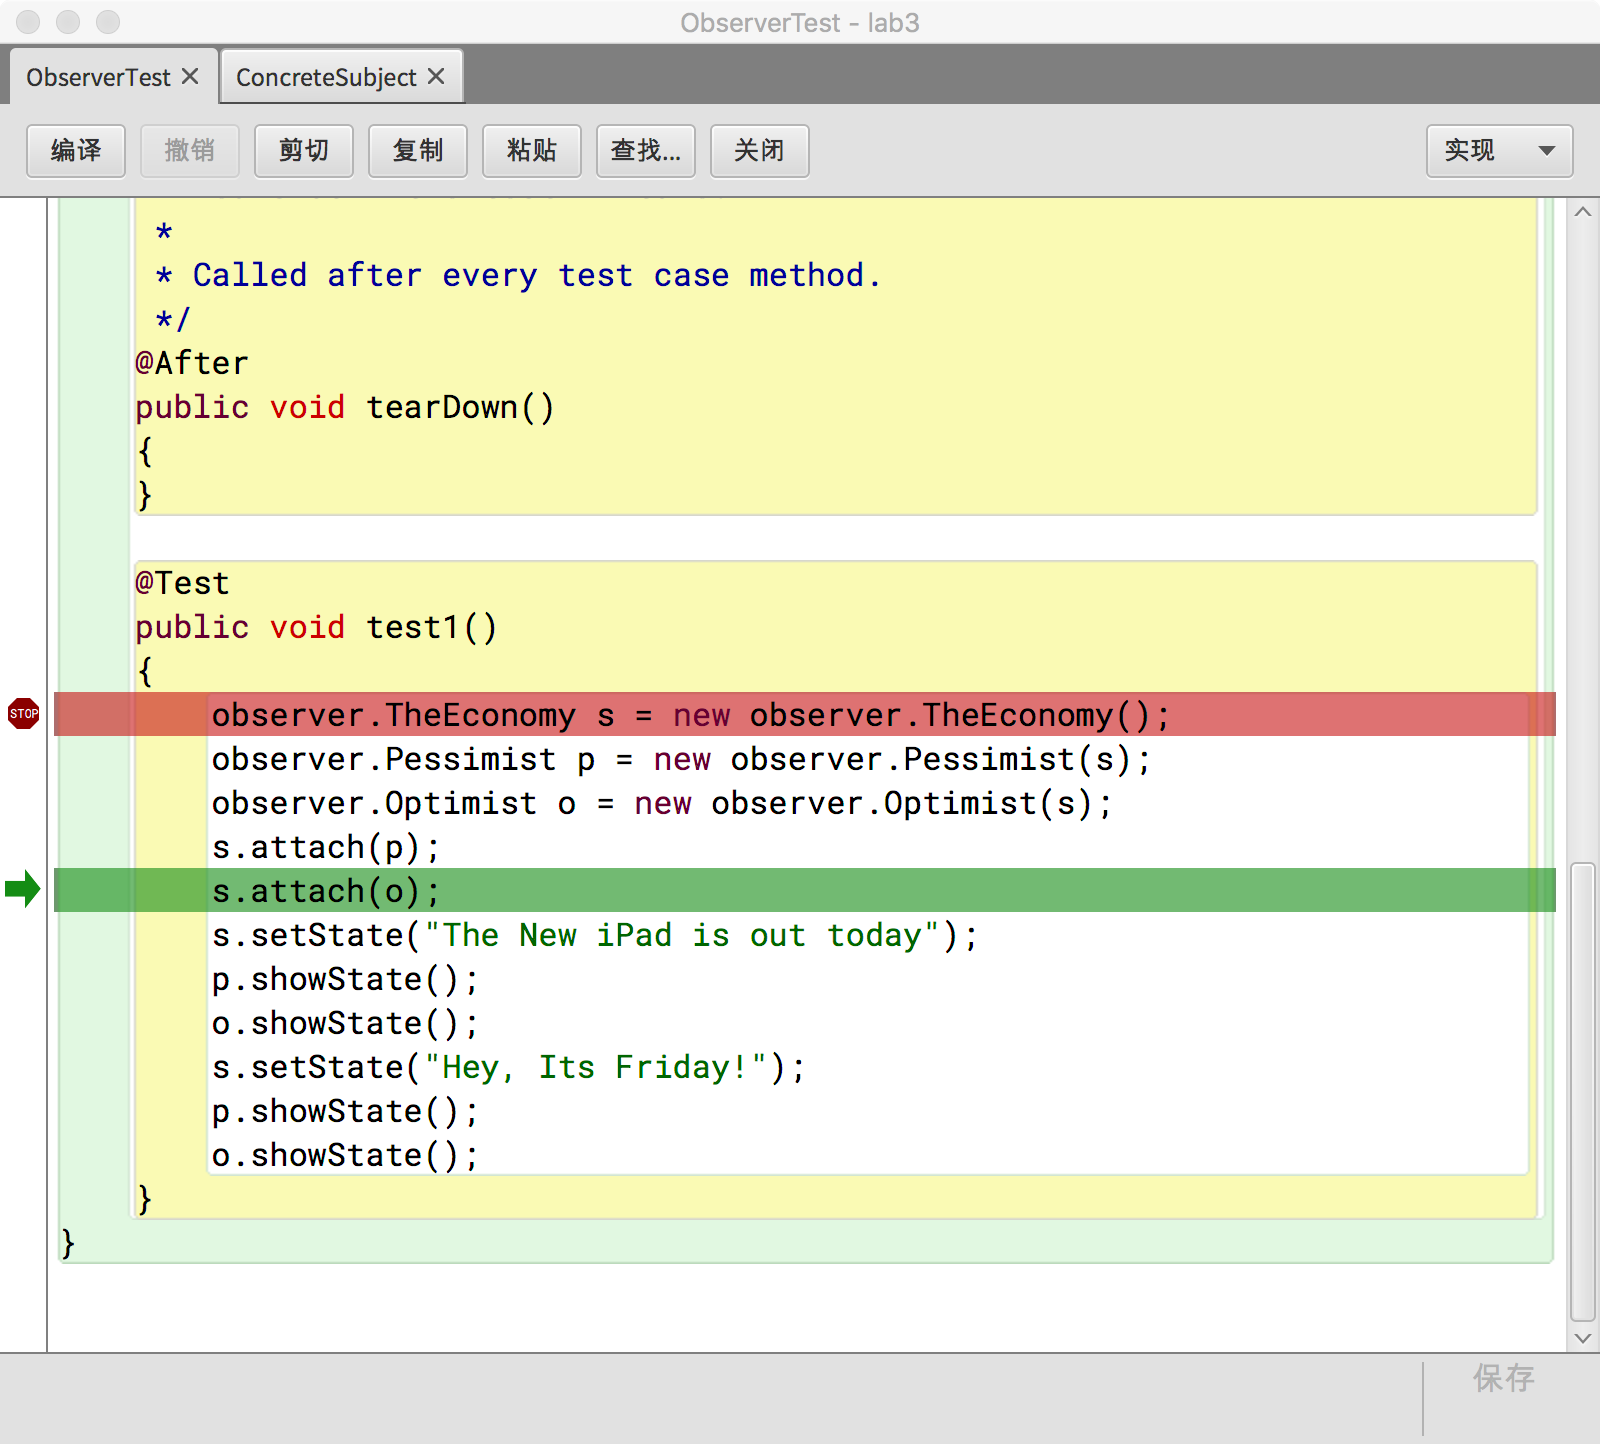 ObserverTest - lab3
ObserverTest ConcreteSubject
编译 撤销 剪切 复制 粘贴 查找... 关闭 实现
*
* Called after every test case method.
*/
@After
public void tearDown()
{
}
@Test
public void test1()
{
STOP observer.TheEconomy s = new observer.TheEconomy();
observer.Pessimist p = new observer.Pessimist(s);
observer.Optimist o = new observer.Optimist(s);
s.attach(p);
s.attach(o);
s.setState("The New iPad is out today");
p.showState();
o.showState();
s.setState("Hey, Its Friday!");
p.showState();
o.showState();
}
}
保存